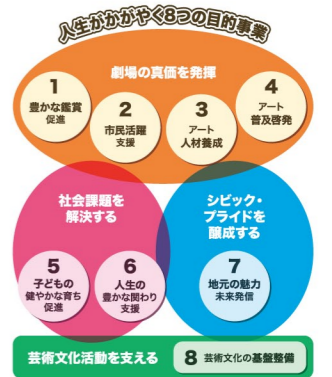 人生がかがやく8つの目的事業
劇場の真価を発揮
1
豊かな鑑賞
促進
2
市民活躍
支援
3
アート
人材養成
4
アート
普及啓発
社会課題を
解決する
5
子どもの
健やかな育ち
促進
6
人生の
豊かな関わり
支援
シビック・
プライドを
醸成する
7
地元の魅力
未来発信
芸術文化活動を支える
8 芸術文化の基盤整備